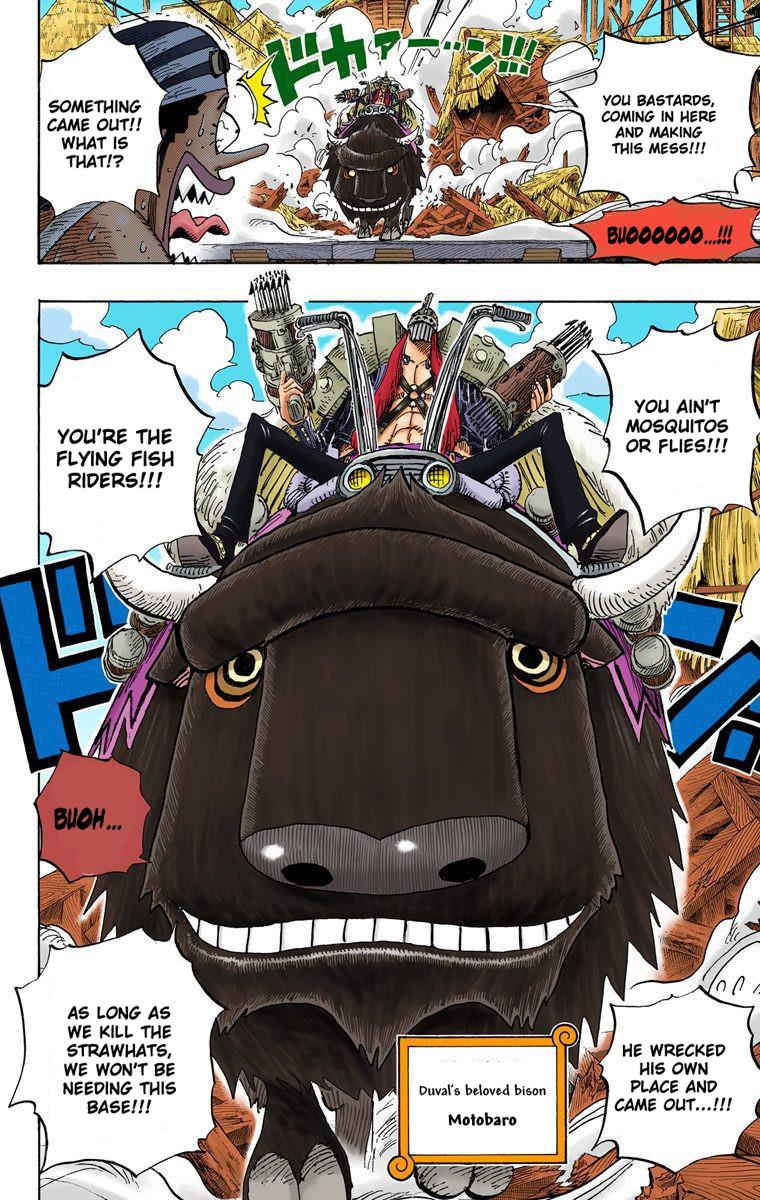 YOU BASTARDS,
COMING IN HERE
AND MAKING
THIS MESS!!!
ドカァーーン!!!
SOMETHING
CAME OUT!!
WHAT IS
THAT!?
BUOOOOOO...!!!
YOU AIN'T
MOSQUITOS
OR FLIES!!!
YOU'RE THE
FLYING FISH
RIDERS!!!
ドン!!
BUOH...
HE WRECKED
HIS OWN
PLACE AND
CAME OUT...!!!
AS LONG AS
WE KILL THE
STRAWHATS,
WE WON'T BE
NEEDING THIS
BASE!!!
Duval's beloved bison
Motobaro